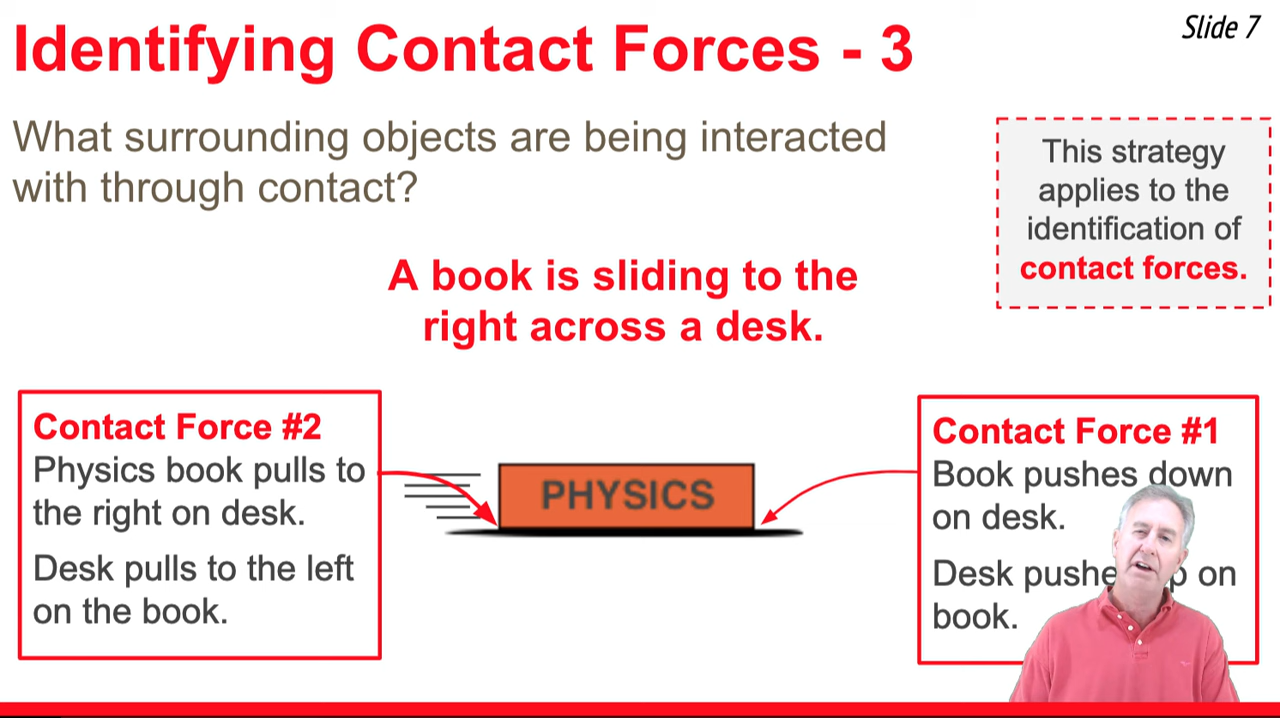 Identifying Contact Forces - 3
Slide 7
What surrounding objects are being interacted
with through contact?
This strategy
applies to the
identification of
contact forces.
A book is sliding to the
right across a desk.
Contact Force #2
Physics book pulls to
the right on desk.
Desk pulls to the left
on the book.
PHYSICS
Contact Force #1
Book pushes down
on desk.
Desk on
book.